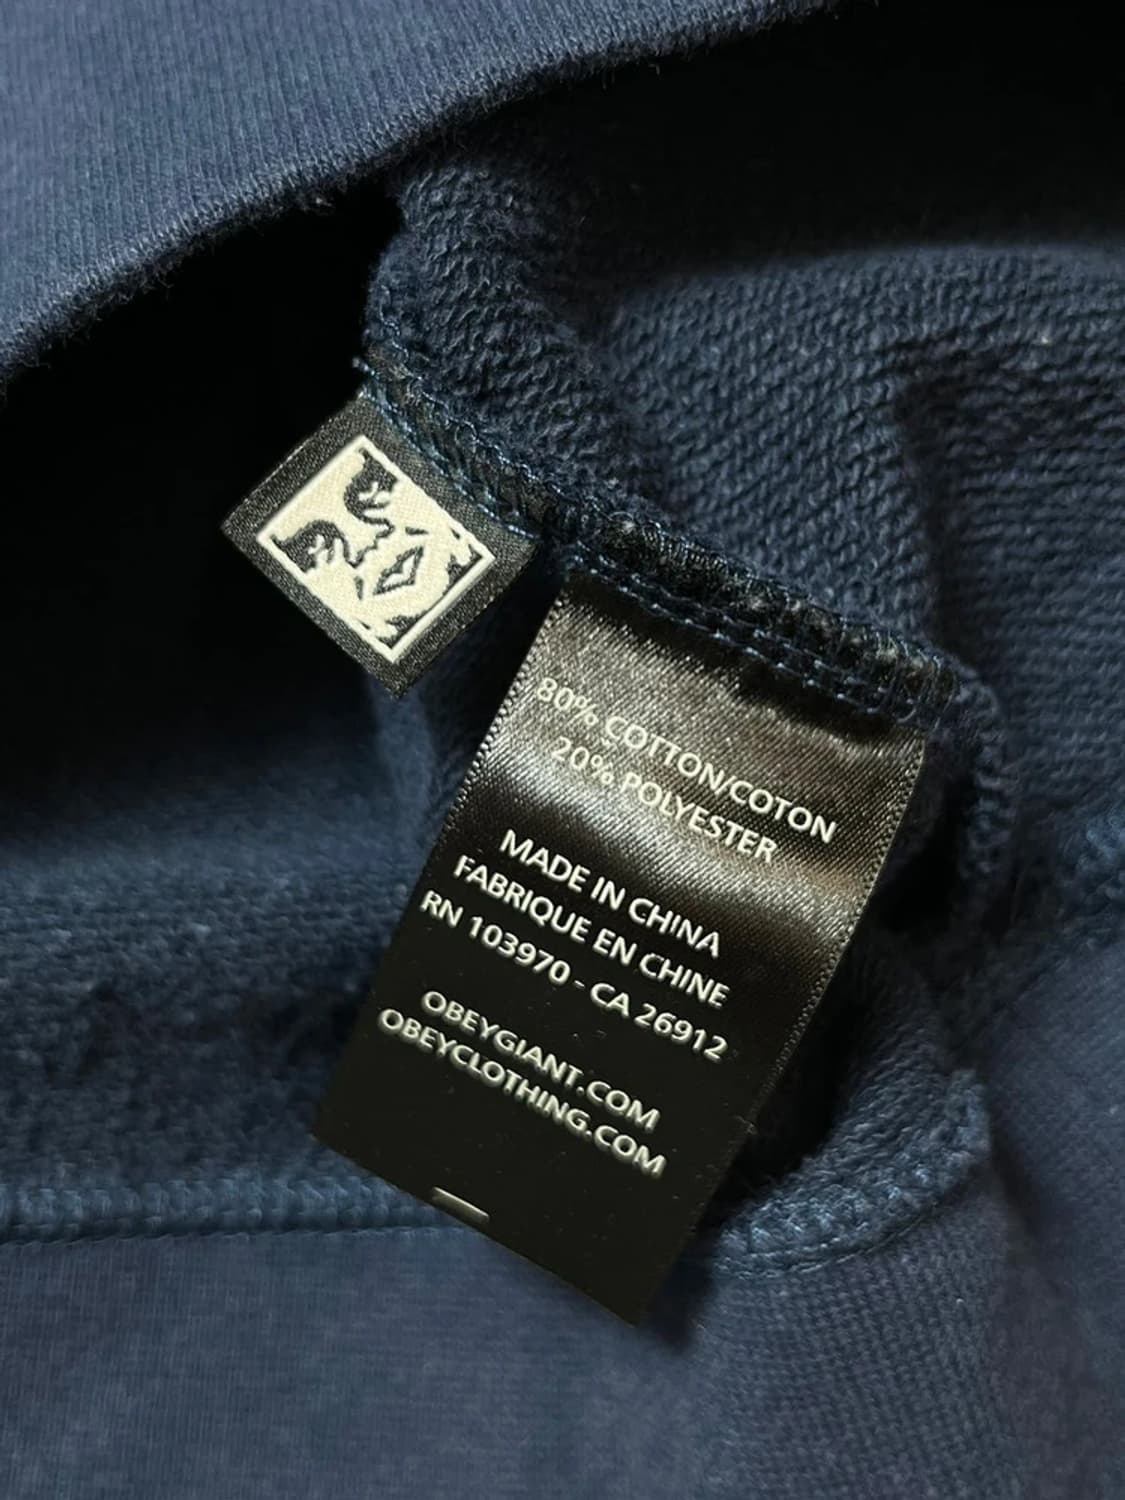 80% COTTON/COTON
20% POLYESTER
MADE IN CHINA
FABRIQUE EN CHINE
RN 103970 - CA 26912
OBEYGIANT.COM
OBEYCLOTHING.COM